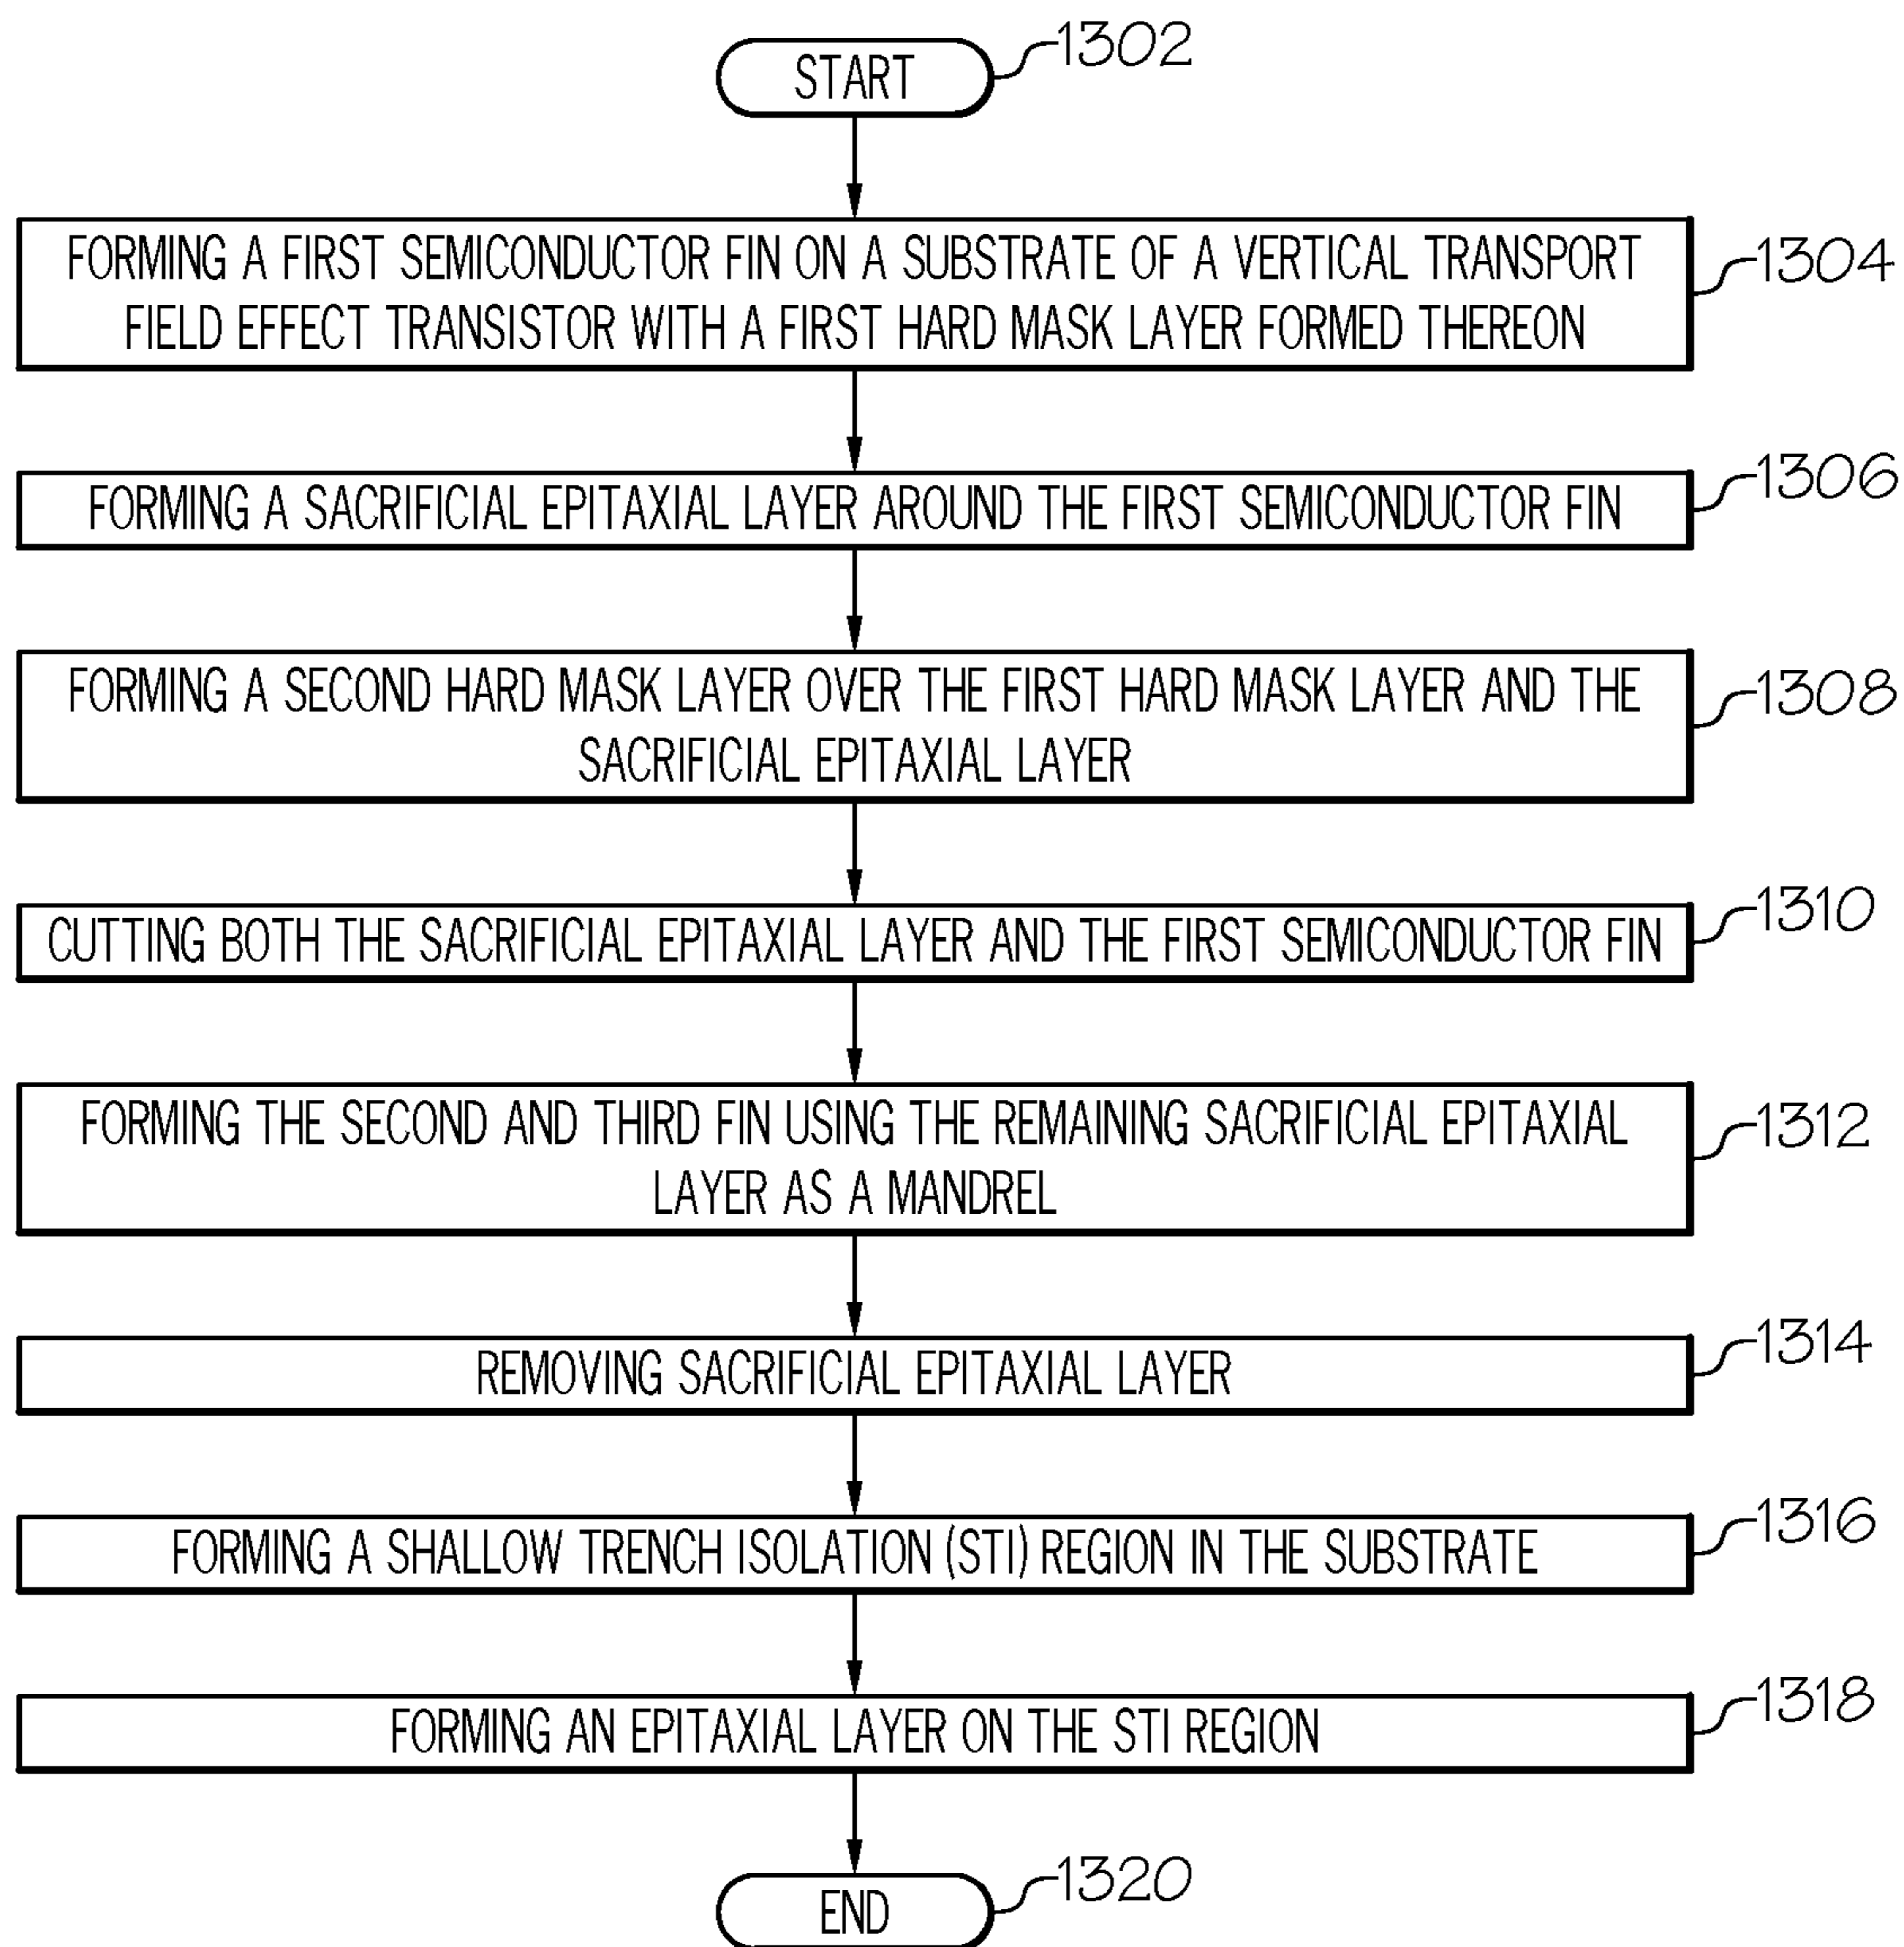 START
1302
FORMING A FIRST SEMICONDUCTOR FIN ON A SUBSTRATE OF A VERTICAL TRANSPORT
FIELD EFFECT TRANSISTOR WITH A FIRST HARD MASK LAYER FORMED THEREON
1304
FORMING A SACRIFICIAL EPITAXIAL LAYER AROUND THE FIRST SEMICONDUCTOR FIN
1306
FORMING A SECOND HARD MASK LAYER OVER THE FIRST HARD MASK LAYER AND THE
SACRIFICIAL EPITAXIAL LAYER
1308
CUTTING BOTH THE SACRIFICIAL EPITAXIAL LAYER AND THE FIRST SEMICONDUCTOR FIN
1310
FORMING THE SECOND AND THIRD FIN USING THE REMAINING SACRIFICIAL EPITAXIAL
LAYER AS A MANDREL
1312
REMOVING SACRIFICIAL EPITAXIAL LAYER
1314
FORMING A SHALLOW TRENCH ISOLATION (STI) REGION IN THE SUBSTRATE
1316
FORMING AN EPITAXIAL LAYER ON THE STI REGION
1318
END
1320